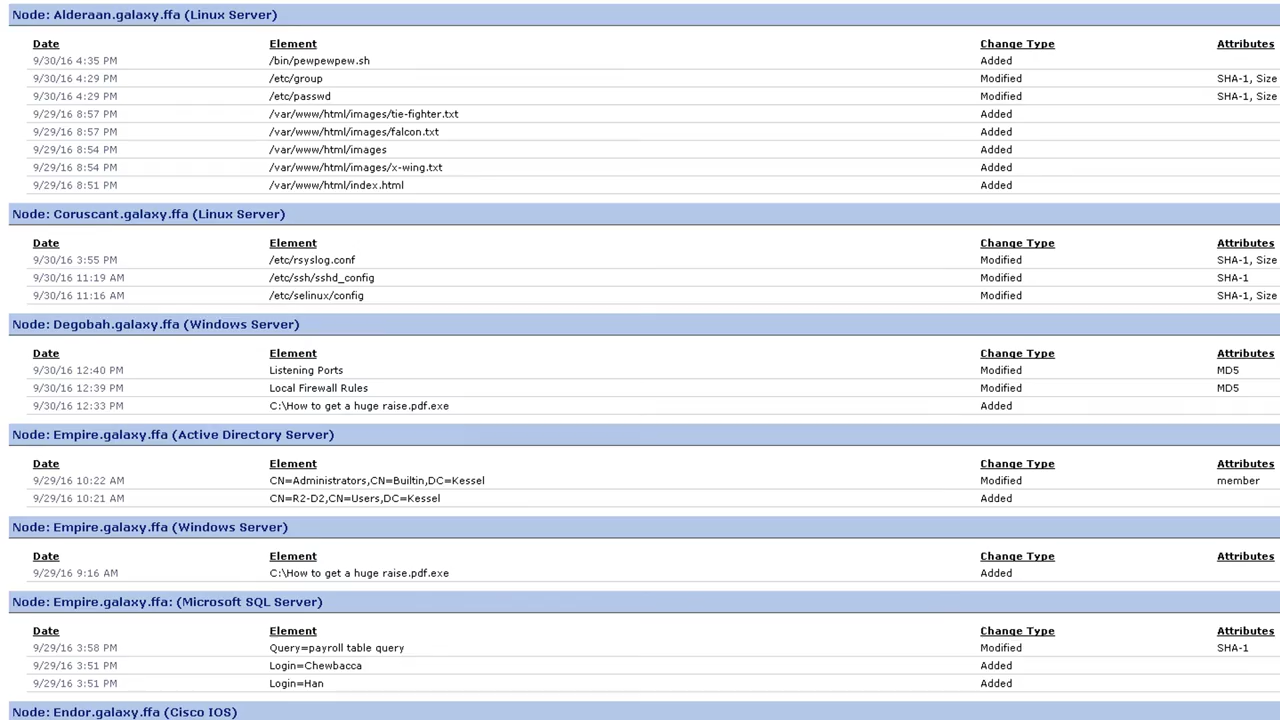 Node: Alderaan.galaxy.ffa (Linux Server)
Date Element Change Type Attributes
9/30/16 4:35 PM /bin/pewpewpew.sh Added
9/30/16 4:29 PM /etc/group Modified SHA-1, Size
9/30/16 4:29 PM /etc/passwd Modified SHA-1, Size
9/29/16 8:57 PM /var/www/html/images/tie-fighter.txt Added
9/29/16 8:57 PM /var/www/html/images/falcon.txt Added
9/29/16 8:54 PM /var/www/html/images Added
9/29/16 8:54 PM /var/www/html/images/x-wing.txt Added
9/29/16 8:51 PM /var/www/html/index.html Added
Node: Coruscant.galaxy.ffa (Linux Server)
Date Element Change Type Attributes
9/30/16 3:55 PM /etc/rsyslog.conf Modified SHA-1, Size
9/30/16 11:19 AM /etc/ssh/sshd_config Modified SHA-1
9/30/16 11:16 AM /etc/selinux/config Modified SHA-1, Size
Node: Degobah.galaxy.ffa (Windows Server)
Date Element Change Type Attributes
9/30/16 12:40 PM Listening Ports Modified MD5
9/30/16 12:39 PM Local Firewall Rules Modified MD5
9/30/16 12:33 PM C:\How to get a huge raise.pdf.exe Added
Node: Empire.galaxy.ffa (Active Directory Server)
Date Element Change Type Attributes
9/29/16 10:22 AM CN=Administrators,CN=Builtin,DC=Kessel Modified member
9/29/16 10:21 AM CN=R2-D2,CN=Users,DC=Kessel Added
Node: Empire.galaxy.ffa (Windows Server)
Date Element Change Type Attributes
9/29/16 9:16 AM C:\How to get a huge raise.pdf.exe Added
Node: Empire.galaxy.ffa: (Microsoft SQL Server)
Date Element Change Type Attributes
9/29/16 3:58 PM Query=payroll table query Modified SHA-1
9/29/16 3:51 PM Login=Chewbacca Added
9/29/16 3:51 PM Login=Han Added
Node: Endor.galaxy.ffa (Cisco IOS)